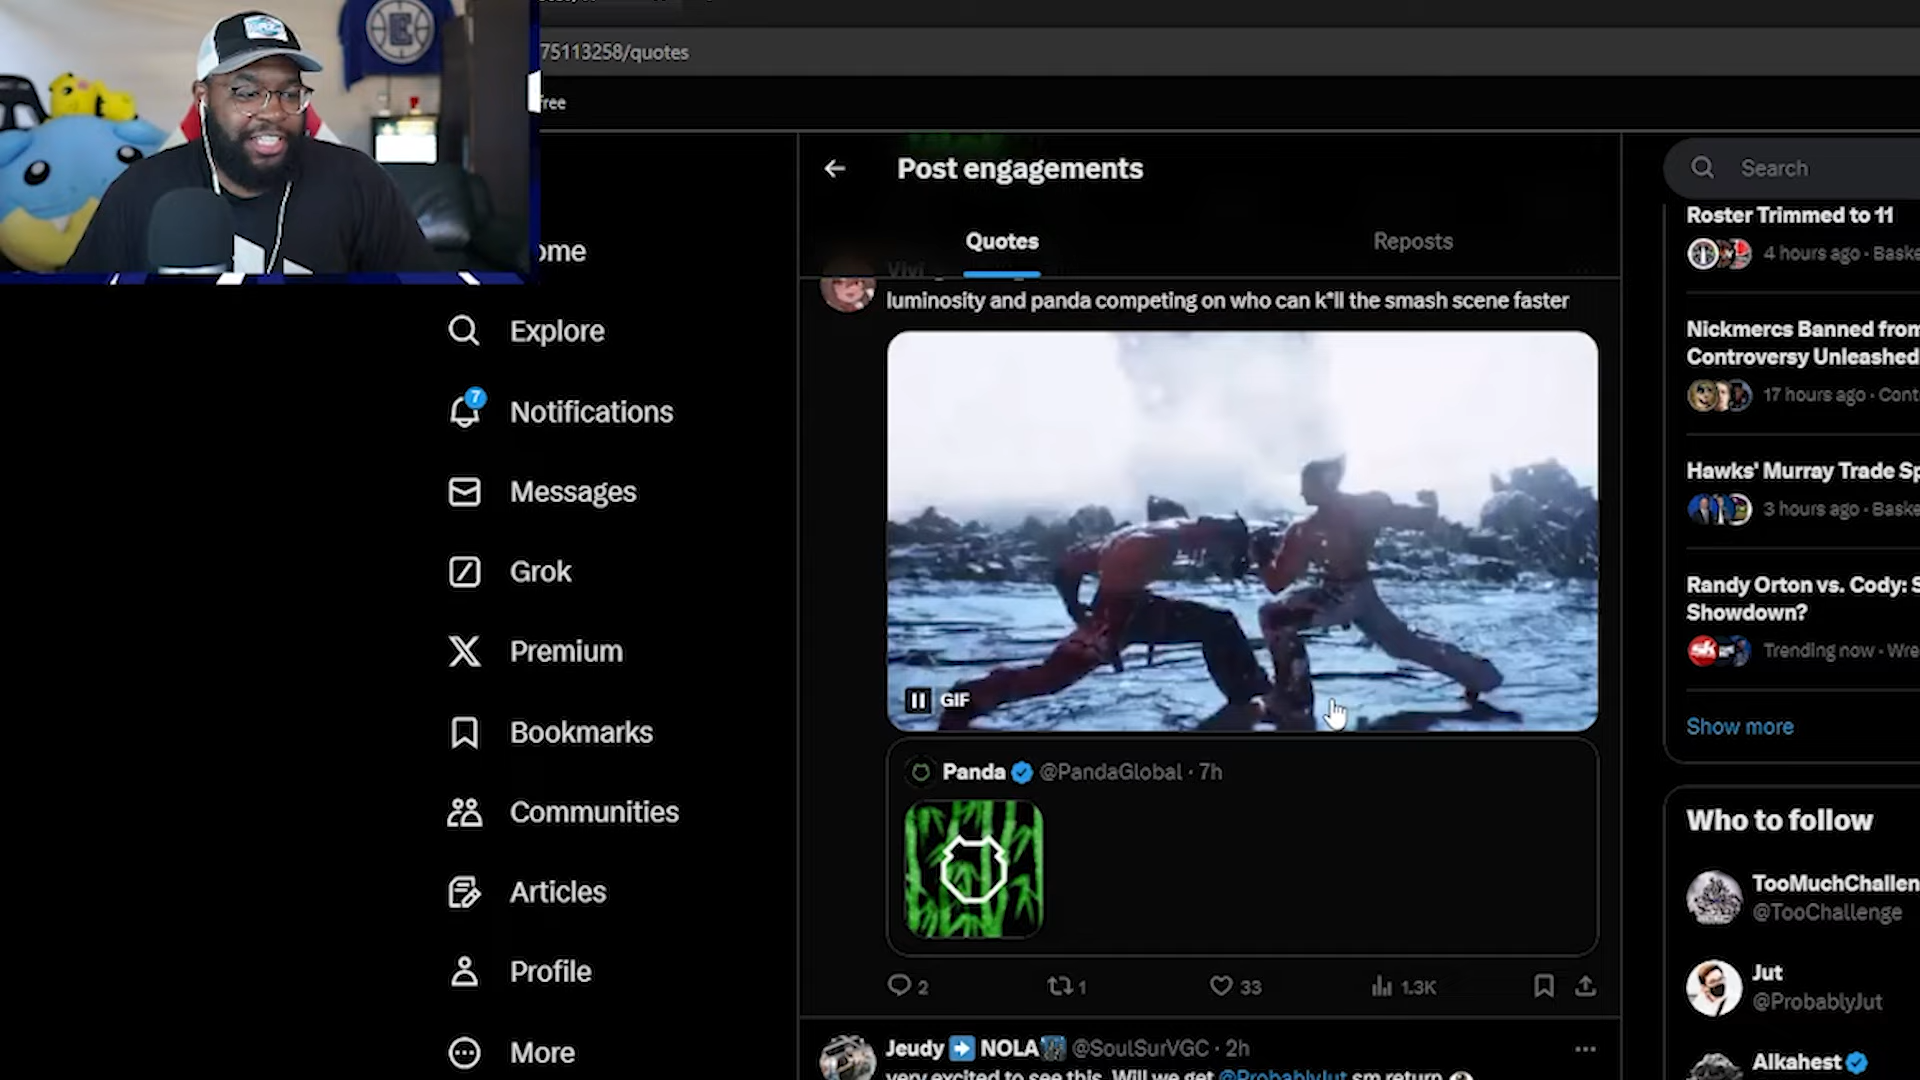 75113258/quotes
free
Post engagements
Search
Quotes
Reposts
Roster Trimmed to 11
4 hours ago · Baske
ome
Vivi
luminosity and panda competing on who can k*ll the smash scene faster
Explore
Nickmercs Banned from
Controversy Unleashed
17 hours ago · Cont
7
Notifications
Hawks' Murray Trade Sp
3 hours ago · Baske
Messages
Grok
Randy Orton vs. Cody: S
Showdown?
Trending now · Wre
sk
Premium
GIF
Show more
Bookmarks
Panda @PandaGlobal · 7h
Communities
Who to follow
Articles
TooMuchChallen
@TooChallenge
Profile
2 1 33 1.3K
Jut
@ProbablyJut
More
Jeudy ➡ NOLA @SoulSurVGC · 2h
very excited to see this. Will we get @ProbablyJut sm return
Alkahest